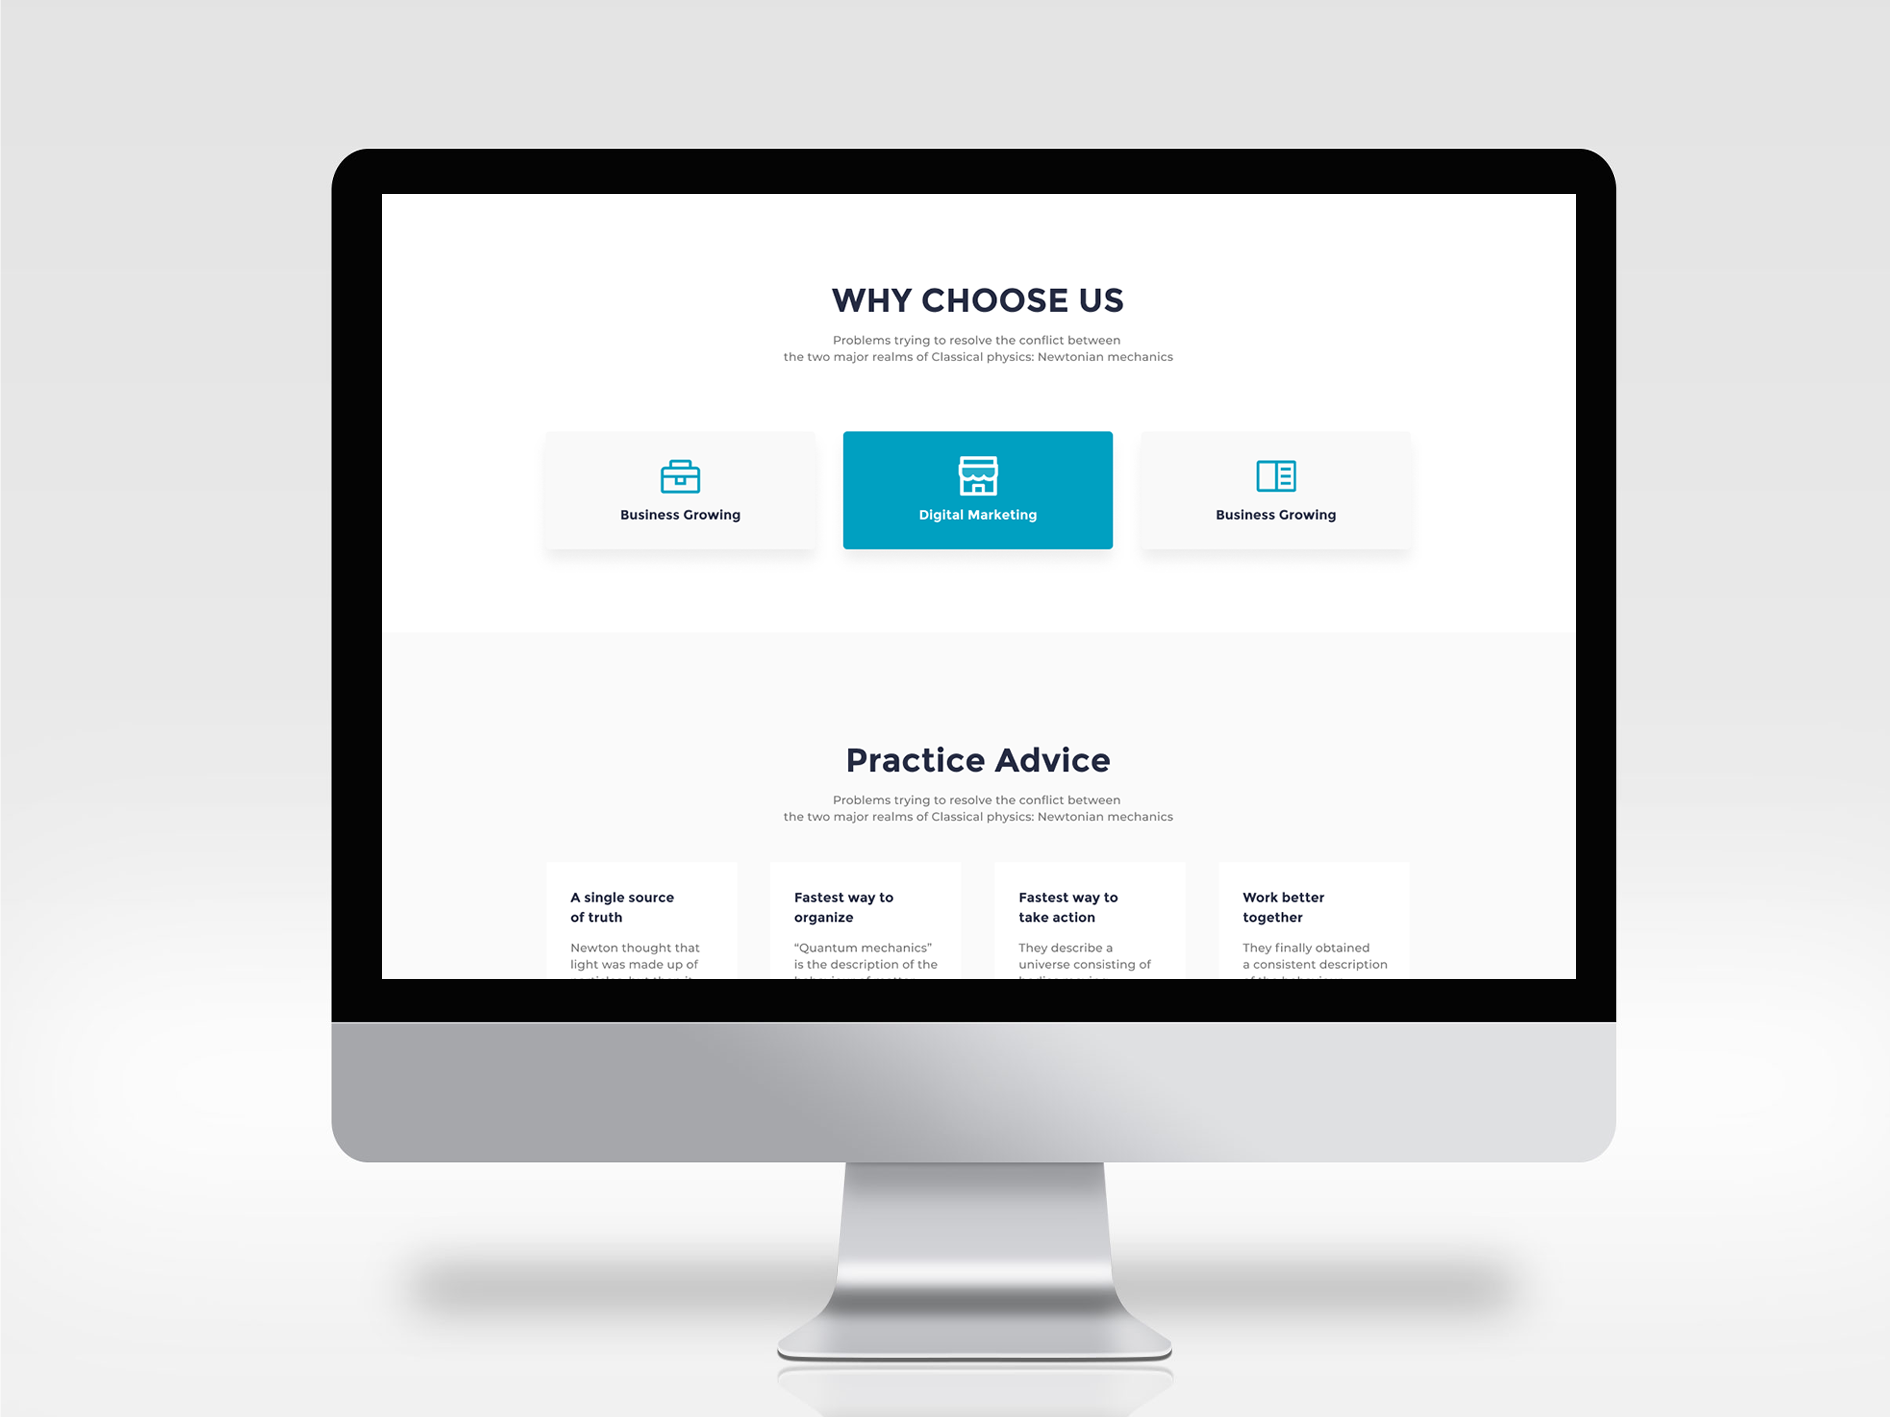 WHY CHOOSE US
Problems trying to resolve the conflict between
the two major realms of Classical physics: Newtonian mechanics
Business Growing
Digital Marketing
Business Growing
Practice Advice
Problems trying to resolve the conflict between
the two major realms of Classical physics: Newtonian mechanics
A single source
of truth
Newton thought that
light was made up of
Fastest way to
organize
“Quantum mechanics”
is the description of the
Fastest way to
take action
They describe a
universe consisting of
Work better
together
They finally obtained
a consistent description